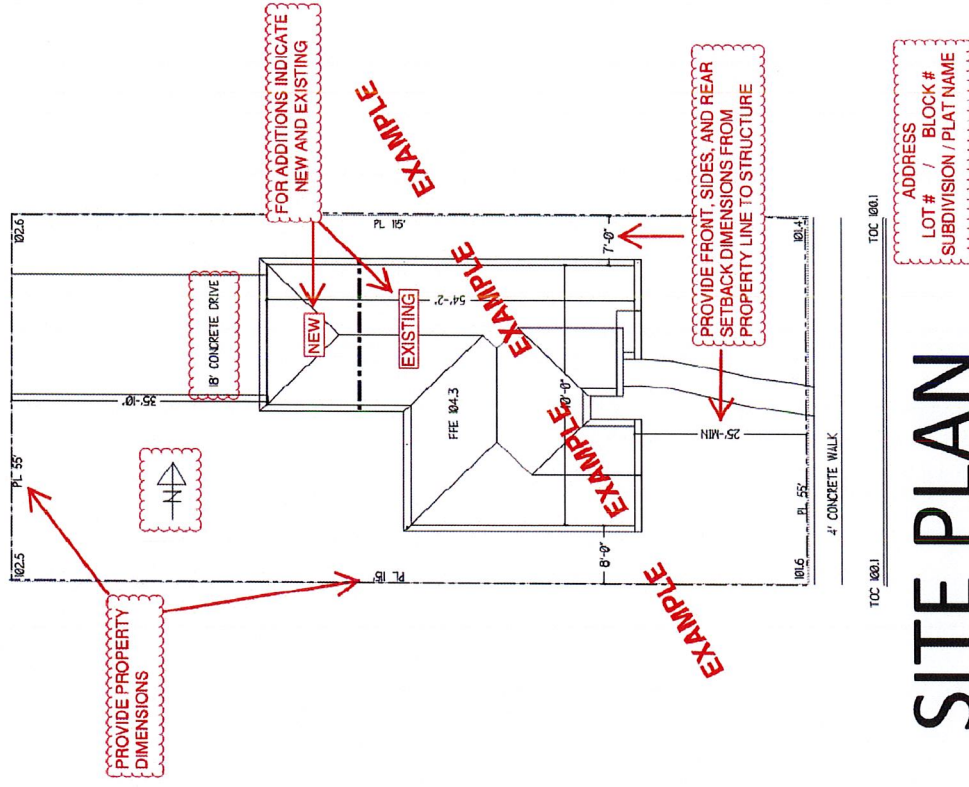 102.5
PL 55'
102.6
PROVIDE PROPERTY
DIMENSIONS
N
18' CONCRETE DRIVE
35'-10"
FOR ADDITIONS INDICATE
NEW AND EXISTING
EXAMPLE
NEW
EXISTING
PL 115'
54'-2"
EXAMPLE
FFE 104.3
EXAMPLE
PL 15'
8'-0"
7'-0"
25'-MIN
PROVIDE FRONT, SIDES, AND REAR
SETBACK DIMENSIONS FROM
PROPERTY LINE TO STRUCTURE
EXAMPLE
101.6
PL 55'
101.4
4' CONCRETE WALK
TOC 100.1
TOC 100.1
SITE PLAN
ADDRESS
LOT # / BLOCK #
SUBDIVISION / PLAT NAME